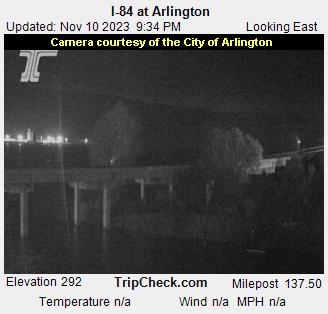 I-84 at Arlington
Updated: Nov 10 2023 9:34 PM Looking East
Camera courtesy of the City of Arlington
Elevation 292 TripCheck.com Milepost 137.50
Temperature n/a Wind n/a MPH n/a